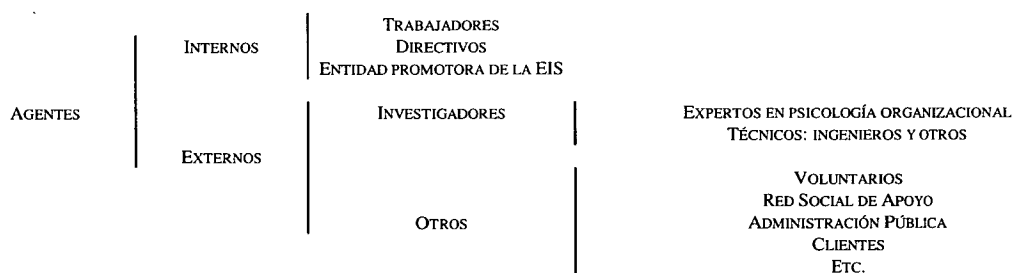 AGENTES
INTERNOS
TRABAJADORES
DIRECTIVOS
ENTIDAD PROMOTORA DE LA EIS
EXTERNOS
INVESTIGADORES
EXPERTOS EN PSICOLOGÍA ORGANIZACIONAL
TÉCNICOS: INGENIEROS Y OTROS
OTROS
VOLUNTARIOS
RED SOCIAL DE APOYO
ADMINISTRACIÓN PÚBLICA
CLIENTES
ETC.